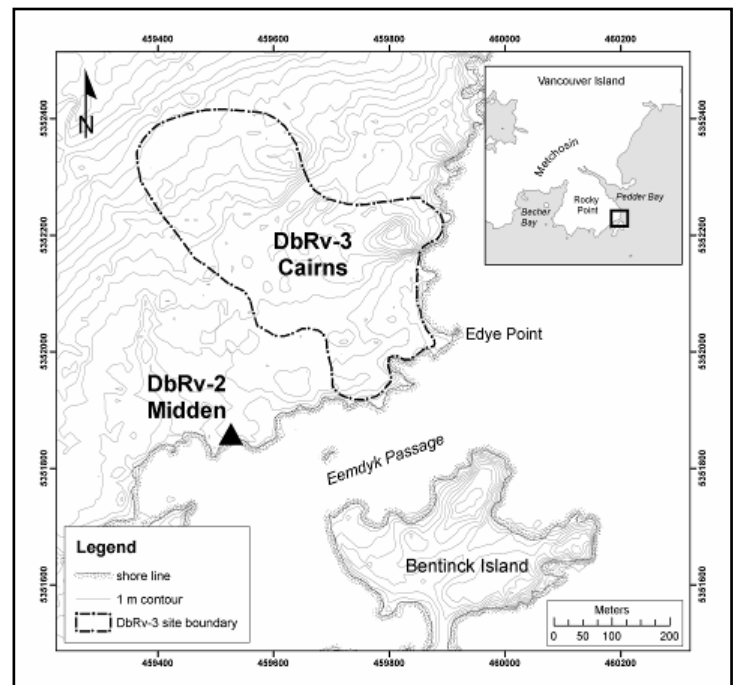 459400 459600 459800 460000 460200
N
5352400
5352200
5352000
5351800
5351600
5352400
5352200
5352000
5351800
5351600
Vancouver Island
Metchosin
Pedder Bay
Rocky
Point
Becher
Bay
DbRv-3
Cairns
Edye Point
DbRv-2
Midden
Eemdyk Passage
Bentinck Island
Legend
shore line
1 m contour
DbRv-3 site boundary
Meters
0 50 100 200
459400 459600 459800 460000 460200